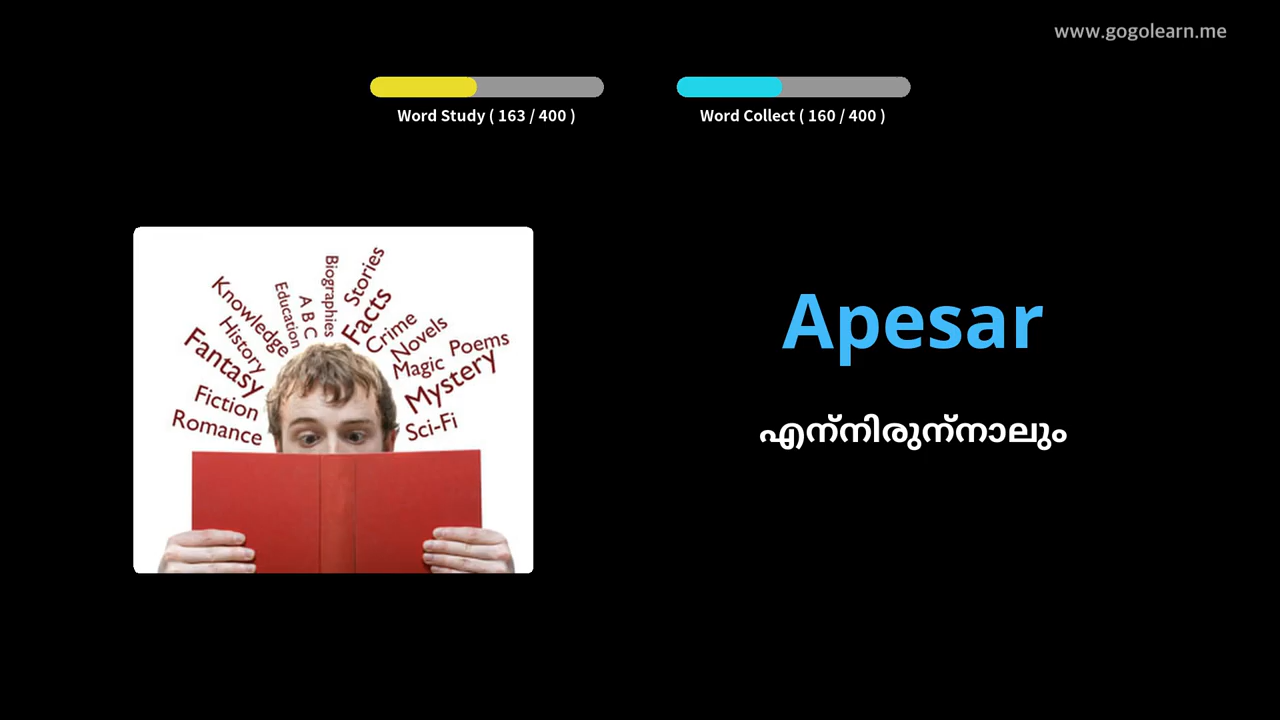 www.gogolearn.me
Word Study ( 163 / 400 )
Word Collect ( 160 / 400 )
Knowledge
History
Fantasy
Fiction
Romance
Education
A B C
Biographies
Stories
Facts
Crime
Novels
Magic
Poems
Mystery
Sci-Fi
Apesar
എന്നിരുന്നാലും